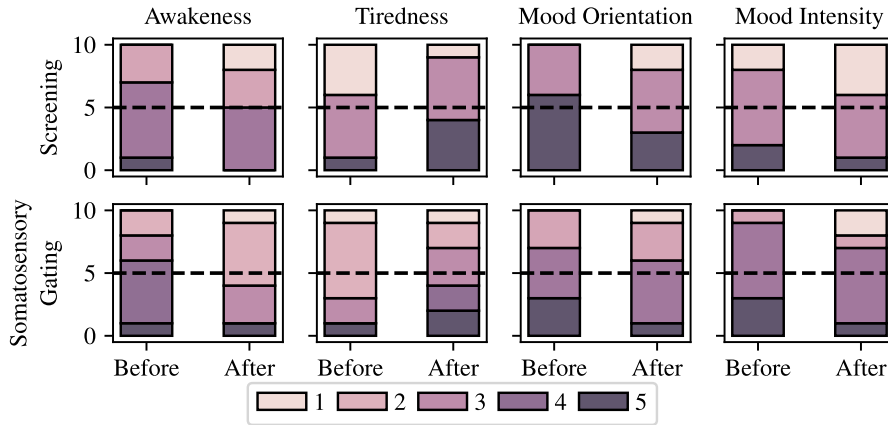 Awakeness Tiredness Mood Orientation Mood Intensity
Screening
10
5
0
Somatosensory
Gating
10
5
0
Before After Before After Before After Before After
1 2 3 4 5